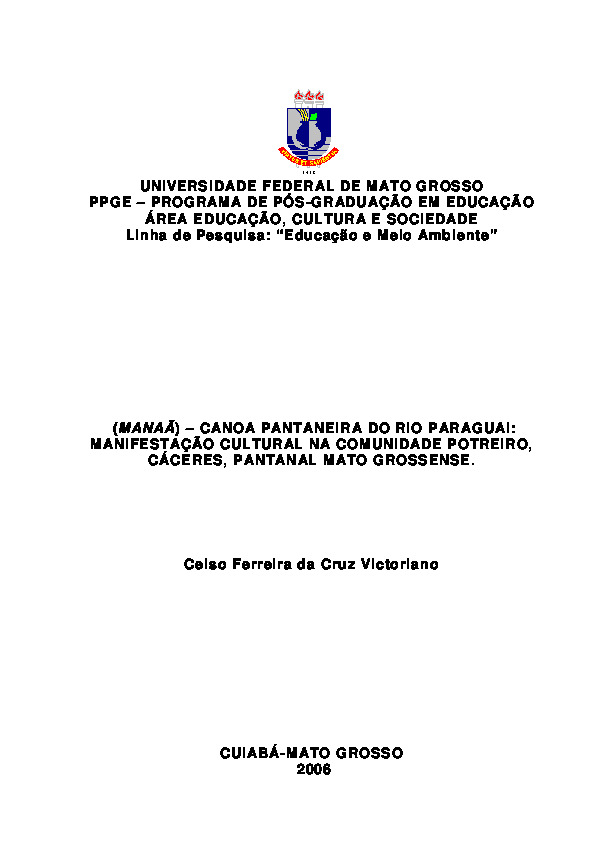 UNIVERSIDADE FEDERAL DE MATO GROSSO
PPGE – PROGRAMA DE PÓS-GRADUAÇÃO EM EDUCAÇÃO
ÁREA EDUCAÇÃO, CULTURA E SOCIEDADE
Linha de Pesquisa: “Educação e Meio Ambiente”
(MANAÃ) – CANOA PANTANEIRA DO RIO PARAGUAI:
MANIFESTAÇÃO CULTURAL NA COMUNIDADE POTREIRO,
CÁCERES, PANTANAL MATO GROSSENSE.
Celso Ferreira da Cruz Victoriano
CUIABÁ-MATO GROSSO
2006